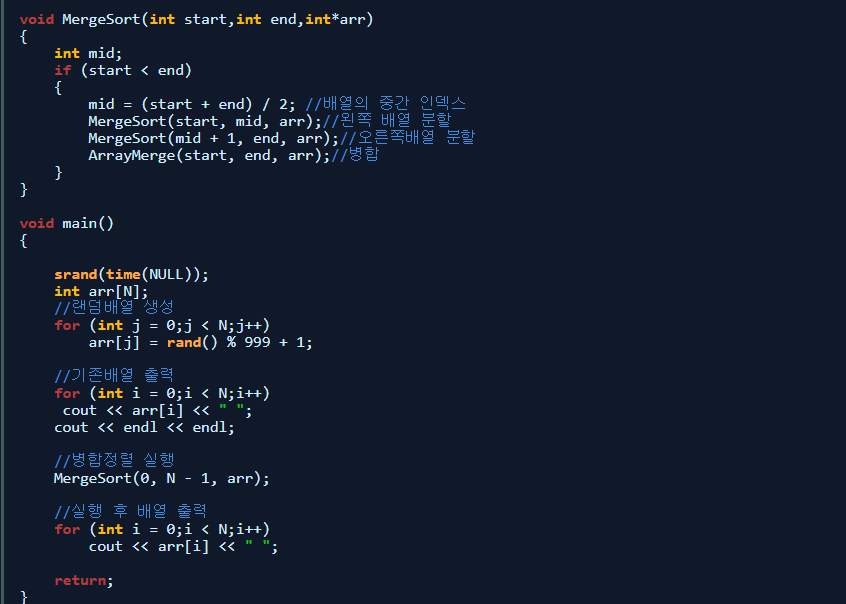 void MergeSort(int start,int end,int*arr)
{
int mid;
if (start < end)
{
mid = (start + end) / 2; //배열의 중간 인덱스
MergeSort(start, mid, arr);//왼쪽 배열 분할
MergeSort(mid + 1, end, arr);//오른쪽배열 분할
ArrayMerge(start, end, arr);//병합
}
}
void main()
{
srand(time(NULL));
int arr[N];
//랜덤배열 생성
for (int j = 0;j < N;j++)
arr[j] = rand() % 999 + 1;
//기존배열 출력
for (int i = 0;i < N;i++)
cout << arr[i] << " ";
cout << endl << endl;
//병합정렬 실행
MergeSort(0, N - 1, arr);
//실행 후 배열 출력
for (int i = 0;i < N;i++)
cout << arr[i] << " ";
return;
}